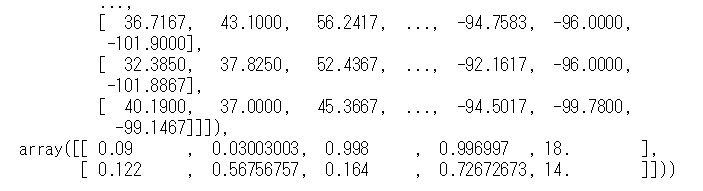 ...,
[ 36.7167, 43.1000, 56.2417, ..., -94.7583, -96.0000,
-101.9000],
[ 32.3850, 37.8250, 52.4367, ..., -92.1617, -96.0000,
-101.8867],
[ 40.1900, 37.0000, 45.3667, ..., -94.5017, -99.7800,
-99.1467]]]),
array([[ 0.09 , 0.03003003, 0.998 , 0.996997 , 18. ],
[ 0.122 , 0.56756757, 0.164 , 0.72672673, 14. ]]))